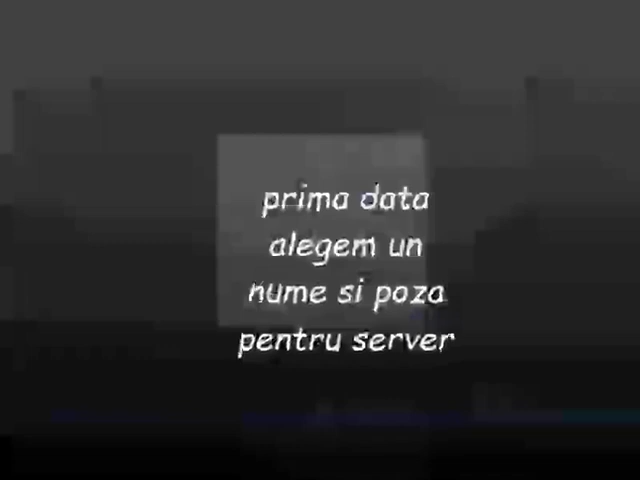 prima data
alegem un
nume si poza
pentru server